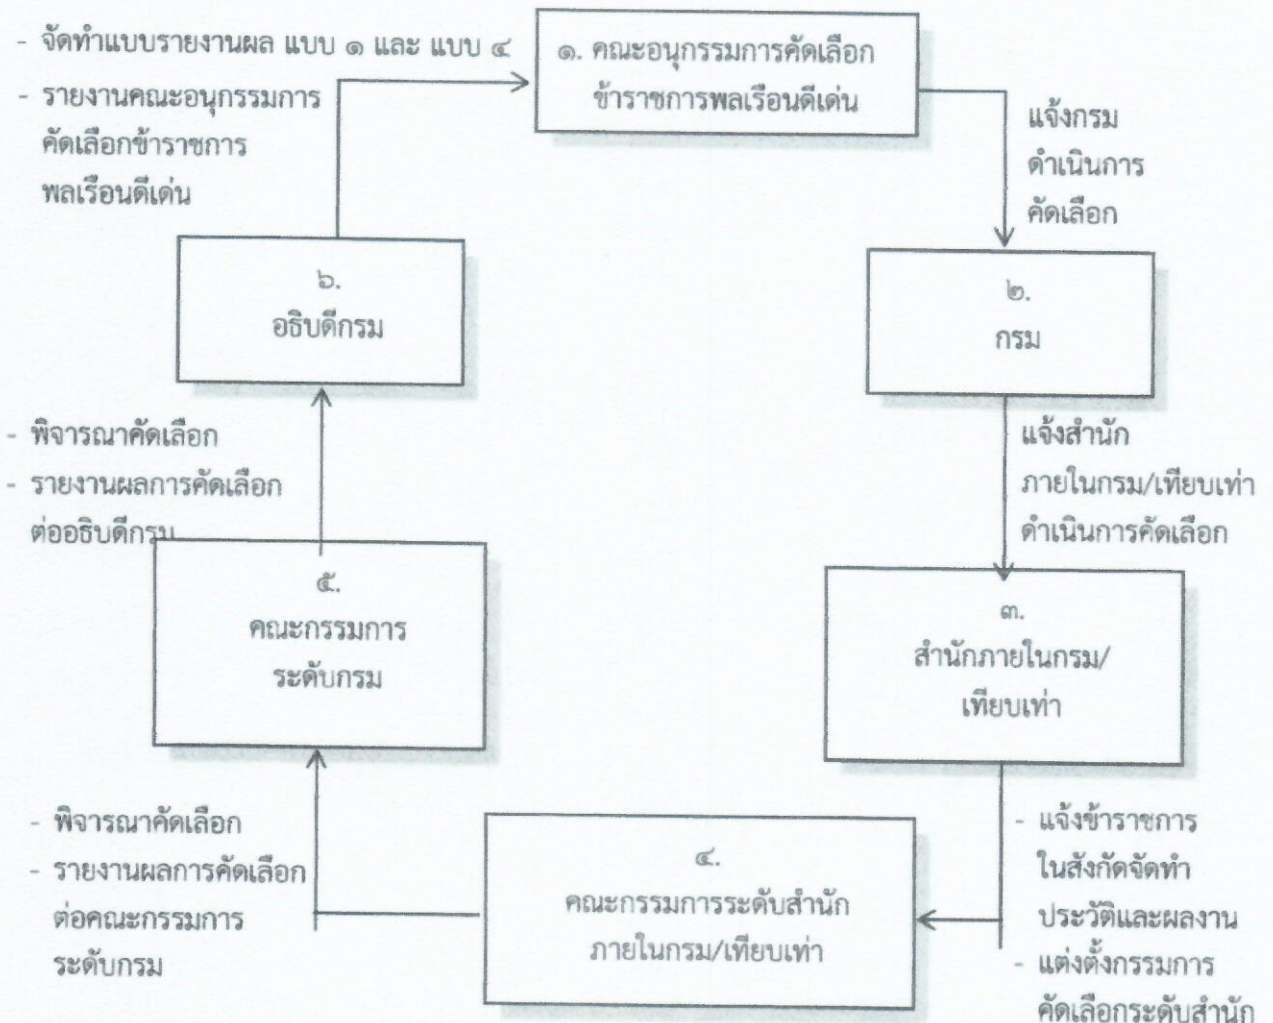 - จัดทำแบบรายงานผล แบบ ๑ และ แบบ ๔
- รายงานคณะอนุกรรมการ
คัดเลือกข้าราชการ
พลเรือนดีเด่น
๑. คณะอนุกรรมการคัดเลือก
ข้าราชการพลเรือนดีเด่น
แจ้งกรม
ดำเนินการ
คัดเลือก
๒.
กรม
แจ้งสำนัก
ภายในกรม/เทียบเท่า
ดำเนินการคัดเลือก
๓.
สำนักภายในกรม/
เทียบเท่า
- แจ้งข้าราชการ
ในสังกัดจัดทำ
ประวัติและผลงาน
- แต่งตั้งกรรมการ
คัดเลือกระดับสำนัก
๔.
คณะกรรมการระดับสำนัก
ภายในกรม/เทียบเท่า
- พิจารณาคัดเลือก
- รายงานผลการคัดเลือก
ต่อคณะกรรมการ
ระดับกรม
๕.
คณะกรรมการ
ระดับกรม
- พิจารณาคัดเลือก
- รายงานผลการคัดเลือก
ต่ออธิบดีกรม
๖.
อธิบดีกรม